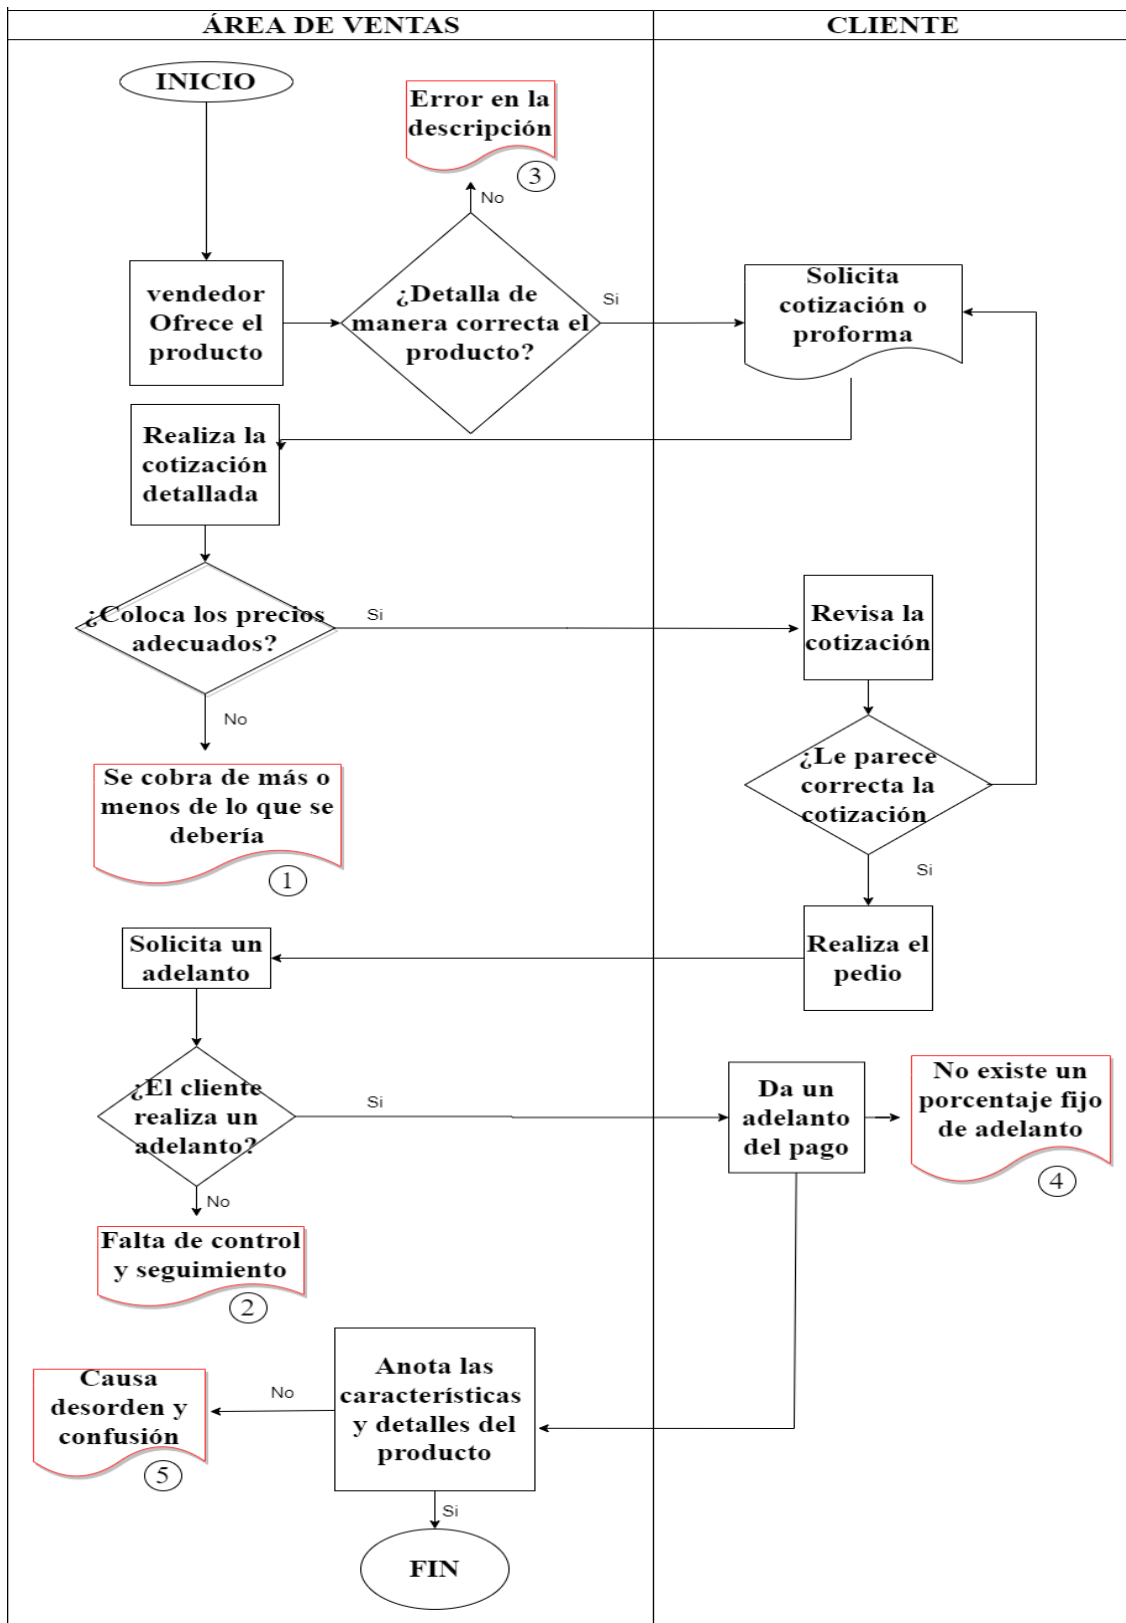 ÁREA DE VENTAS
CLIENTE
INICIO
Error en la
descripción
3
No
vendedor
Ofrece el
producto
¿Detalla de
manera correcta el
producto?
Si
Solicita
cotización o
proforma
Realiza la
cotización
detallada
¿Coloca los precios
adecuados?
Si
Revisa la
cotización
No
Se cobra de más o
menos de lo que se
debería
1
¿Le parece
correcta la
cotización
Si
Realiza el
pedio
Solicita un
adelanto
¿El cliente
realiza un
adelanto?
Si
Da un
adelanto
del pago
No existe un
porcentaje fijo
de adelanto
4
No
Falta de control
y seguimiento
2
Anota las
características
y detalles del
producto
No
Causa
desorden y
confusión
5
Si
FIN